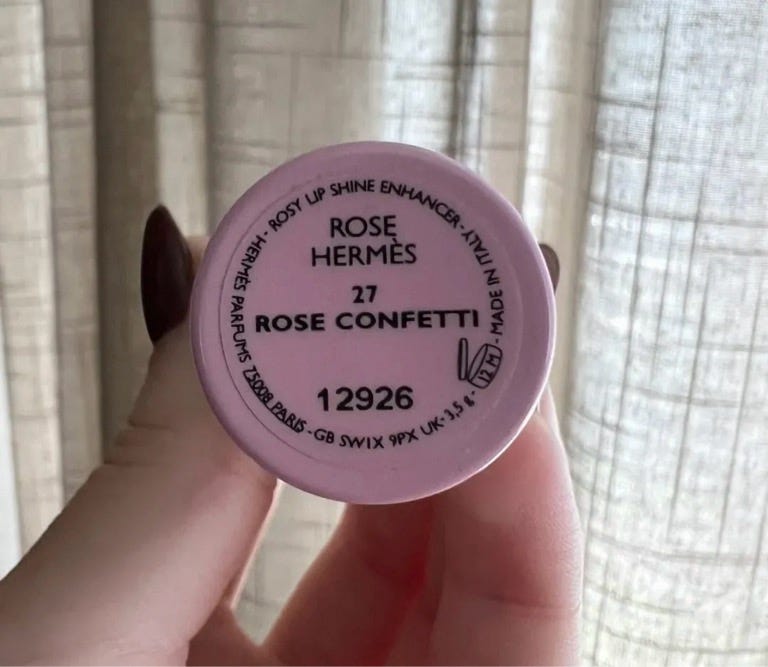 HERMÈS PARFUMS 75008 PARIS - GB SW1X 9PX UK - 3,5 g - MADE IN ITALY - ROSY LIP SHINE ENHANCER -
ROSE
HERMÈS
27
ROSE CONFETTI
12 M
12926